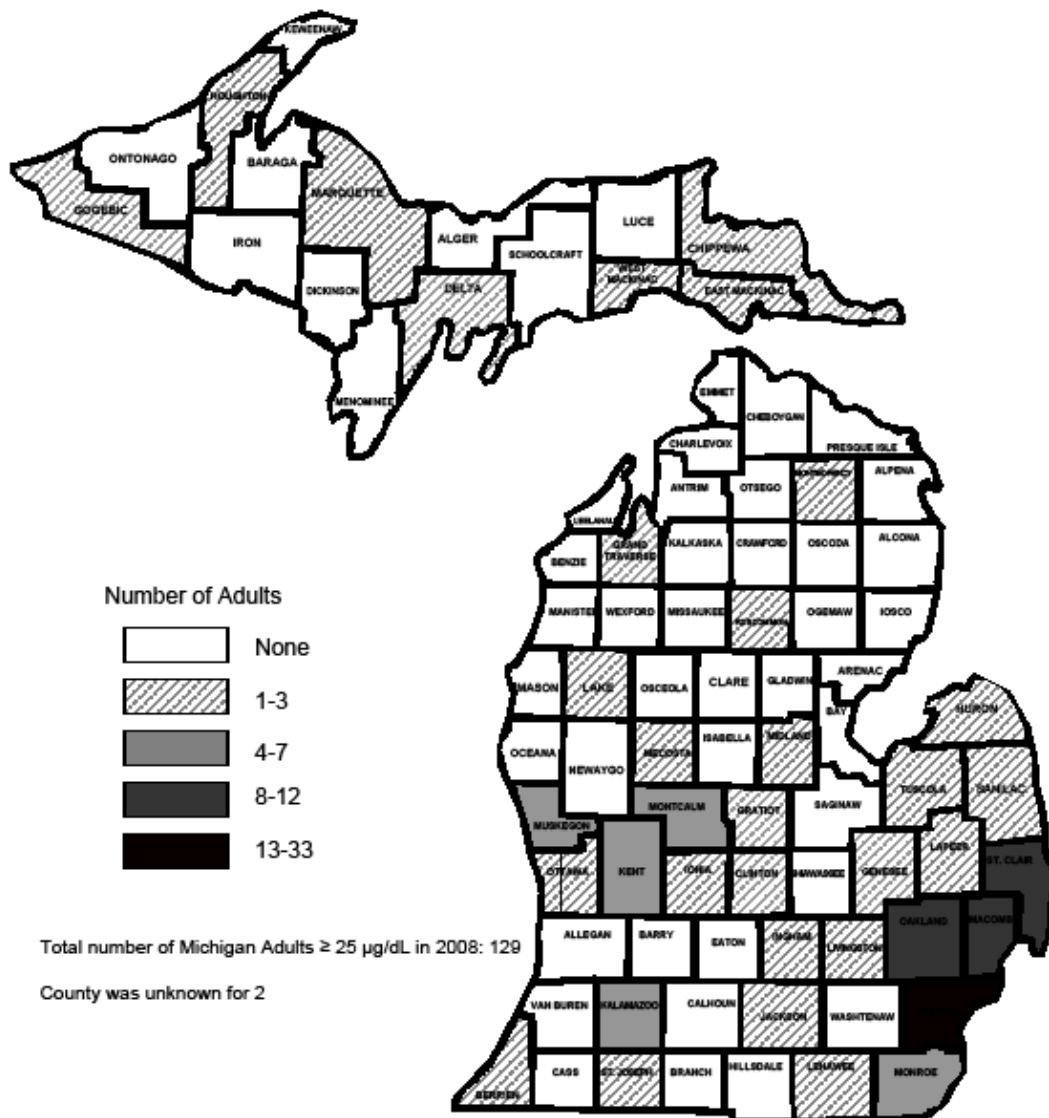 KEWEENAW
HOUGHTON
ONTONAGO
BARAGA
MARQUETTE
GOGEBIC
LUCE
IRON
ALGER
CHIPPEWA
SCHOOLCRAFT
WEST
MACKINAC
DELTA
EAST MACKINAC
DICKINSON
MENOMINEE
EMMET
CHEBOYGAN
CHARLEVOIX
PRESQUE ISLE
ANTRIM
OTSEGO
MONTMORENCY
ALPENA
LEELANAU
GRAND
TRAVERSE
KALKASKA
CRAWFORD
OSCODA
ALCONA
BENZIE
MANISTEE
WEXFORD
MISSAUKEE
ROSCOMMON
OGEMAW
IOSCO
ARENAC
MASON
LAKE
OSCEOLA
CLARE
GLADWIN
BAY
HURON
OCEANA
NEWAYGO
MECOSTA
ISABELLA
MIDLAND
TUSCOLA
SANILAC
MUSKEGON
MONTCALM
GRATIOT
SAGINAW
OTTAWA
KENT
IONIA
CLINTON
SHIAWASSEE
GENESEE
LAPEER
ST. CLAIR
ALLEGAN
BARRY
EATON
INGHAM
LIVINGSTON
OAKLAND
MACOMB
VAN BUREN
KALAMAZOO
CALHOUN
JACKSON
WASHTENAW
BERRIEN
CASS
ST. JOSEPH
BRANCH
HILLSDALE
LENAWEE
MONROE
Number of Adults
None
1-3
4-7
8-12
13-33
Total number of Michigan Adults ≥ 25 µg/dL in 2008: 129
County was unknown for 2